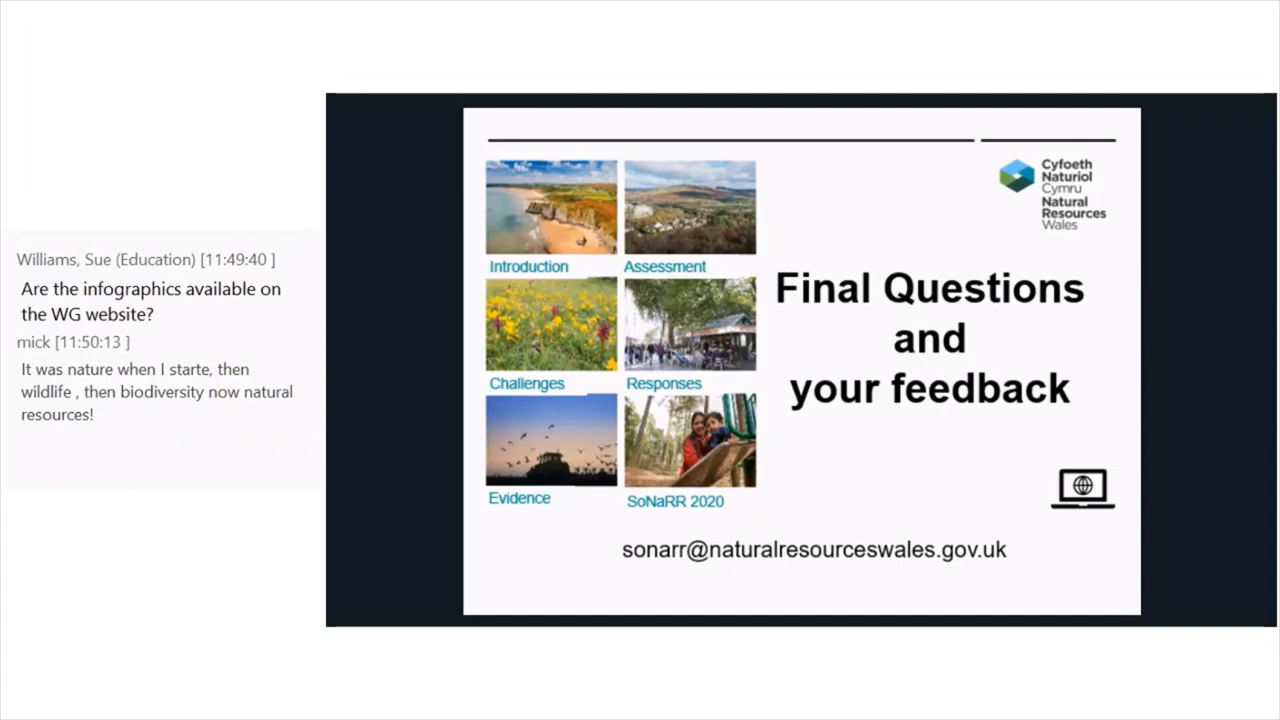 Williams, Sue (Education) [11:49:40 ]
Are the infographics available on
the WG website?
mick [11:50:13 ]
It was nature when I starte, then
wildlife , then biodiversity now natural
resources!
Cyfoeth
Naturiol
Cymru
Natural
Resources
Wales
Introduction
Assessment
Challenges
Responses
Evidence
SoNaRR 2020
Final Questions
and
your feedback
sonarr@naturalresourceswales.gov.uk